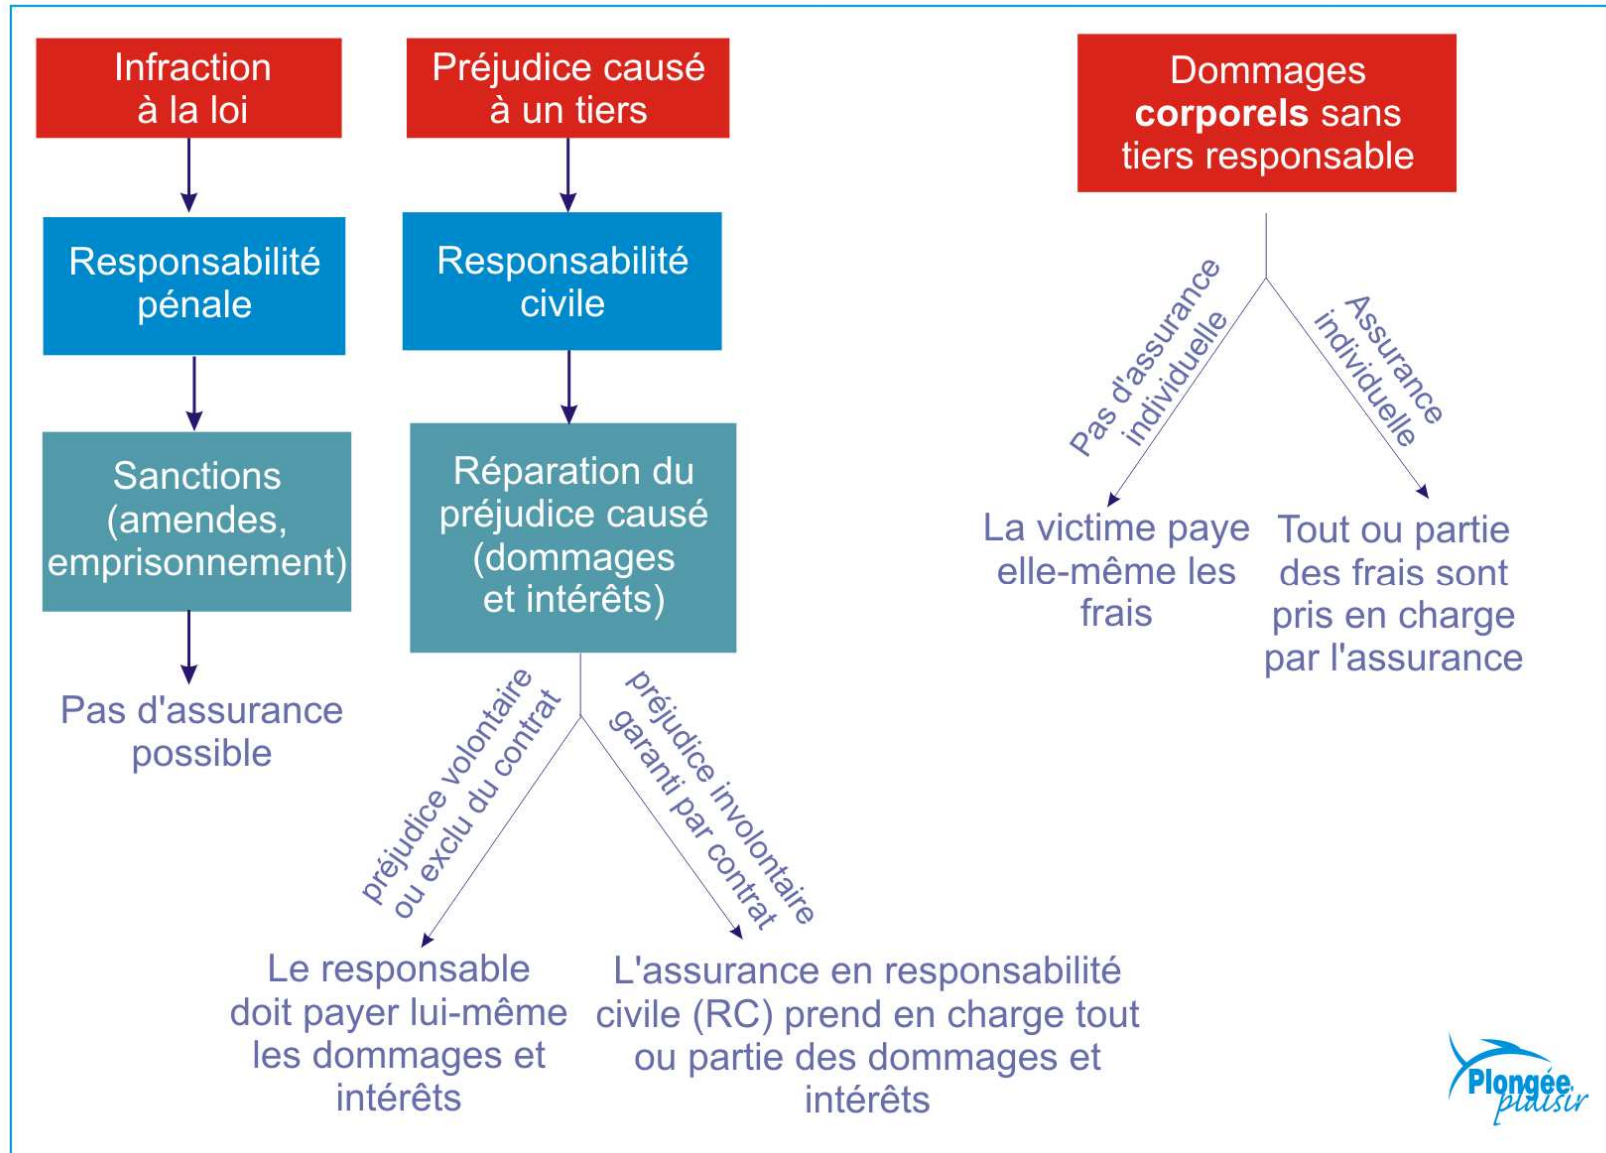 Infraction
à la loi
Responsabilité
pénale
Sanctions
(amendes,
emprisonnement)
Pas d'assurance
possible
Préjudice causé
à un tiers
Responsabilité
civile
Réparation du
préjudice causé
(dommages
et intérêts)
préjudice volontaire
ou exclu du contrat
Le responsable
doit payer lui-même
les dommages et
intérêts
préjudice involontaire
garanti par contrat
L'assurance en responsabilité
civile (RC) prend en charge tout
ou partie des dommages et
intérêts
Dommages
corporels sans
tiers responsable
Pas d'assurance
individuelle
La victime paye
elle-même les
frais
Assurance
individuelle
Tout ou partie
des frais sont
pris en charge
par l'assurance
Plongée
plaisir